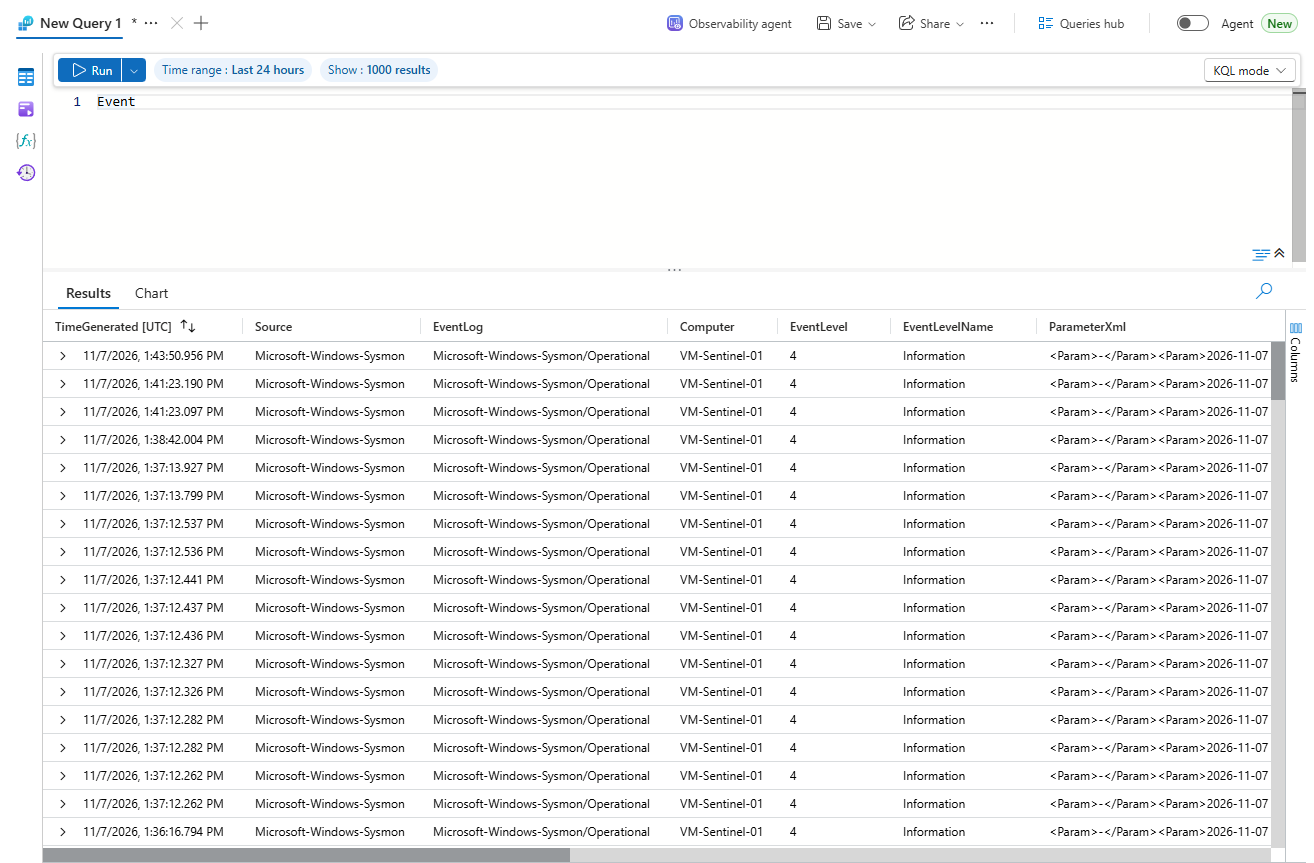 New Query 1 * ... Observability agent Save Share ... Queries hub Agent New
Run Time range : Last 24 hours Show : 1000 results KQL mode
1 Event
{fx}
Results Chart
TimeGenerated [UTC] Source EventLog Computer EventLevel EventLevelName ParameterXml
Columns
11/7/2026, 1:43:50.956 PM Microsoft-Windows-Sysmon Microsoft-Windows-Sysmon/Operational VM-Sentinel-01 4 Information <Param>-</Param><Param>2026-11-07
11/7/2026, 1:41:23.190 PM Microsoft-Windows-Sysmon Microsoft-Windows-Sysmon/Operational VM-Sentinel-01 4 Information <Param>-</Param><Param>2026-11-07
11/7/2026, 1:41:23.097 PM Microsoft-Windows-Sysmon Microsoft-Windows-Sysmon/Operational VM-Sentinel-01 4 Information <Param>-</Param><Param>2026-11-07
11/7/2026, 1:38:42.004 PM Microsoft-Windows-Sysmon Microsoft-Windows-Sysmon/Operational VM-Sentinel-01 4 Information <Param>-</Param><Param>2026-11-07
11/7/2026, 1:37:13.927 PM Microsoft-Windows-Sysmon Microsoft-Windows-Sysmon/Operational VM-Sentinel-01 4 Information <Param>-</Param><Param>2026-11-07
11/7/2026, 1:37:13.799 PM Microsoft-Windows-Sysmon Microsoft-Windows-Sysmon/Operational VM-Sentinel-01 4 Information <Param>-</Param><Param>2026-11-07
11/7/2026, 1:37:12.537 PM Microsoft-Windows-Sysmon Microsoft-Windows-Sysmon/Operational VM-Sentinel-01 4 Information <Param>-</Param><Param>2026-11-07
11/7/2026, 1:37:12.536 PM Microsoft-Windows-Sysmon Microsoft-Windows-Sysmon/Operational VM-Sentinel-01 4 Information <Param>-</Param><Param>2026-11-07
11/7/2026, 1:37:12.441 PM Microsoft-Windows-Sysmon Microsoft-Windows-Sysmon/Operational VM-Sentinel-01 4 Information <Param>-</Param><Param>2026-11-07
11/7/2026, 1:37:12.437 PM Microsoft-Windows-Sysmon Microsoft-Windows-Sysmon/Operational VM-Sentinel-01 4 Information <Param>-</Param><Param>2026-11-07
11/7/2026, 1:37:12.436 PM Microsoft-Windows-Sysmon Microsoft-Windows-Sysmon/Operational VM-Sentinel-01 4 Information <Param>-</Param><Param>2026-11-07
11/7/2026, 1:37:12.327 PM Microsoft-Windows-Sysmon Microsoft-Windows-Sysmon/Operational VM-Sentinel-01 4 Information <Param>-</Param><Param>2026-11-07
11/7/2026, 1:37:12.326 PM Microsoft-Windows-Sysmon Microsoft-Windows-Sysmon/Operational VM-Sentinel-01 4 Information <Param>-</Param><Param>2026-11-07
11/7/2026, 1:37:12.282 PM Microsoft-Windows-Sysmon Microsoft-Windows-Sysmon/Operational VM-Sentinel-01 4 Information <Param>-</Param><Param>2026-11-07
11/7/2026, 1:37:12.282 PM Microsoft-Windows-Sysmon Microsoft-Windows-Sysmon/Operational VM-Sentinel-01 4 Information <Param>-</Param><Param>2026-11-07
11/7/2026, 1:37:12.262 PM Microsoft-Windows-Sysmon Microsoft-Windows-Sysmon/Operational VM-Sentinel-01 4 Information <Param>-</Param><Param>2026-11-07
11/7/2026, 1:37:12.262 PM Microsoft-Windows-Sysmon Microsoft-Windows-Sysmon/Operational VM-Sentinel-01 4 Information <Param>-</Param><Param>2026-11-07
11/7/2026, 1:36:16.794 PM Microsoft-Windows-Sysmon Microsoft-Windows-Sysmon/Operational VM-Sentinel-01 4 Information <Param>-</Param><Param>2026-11-07